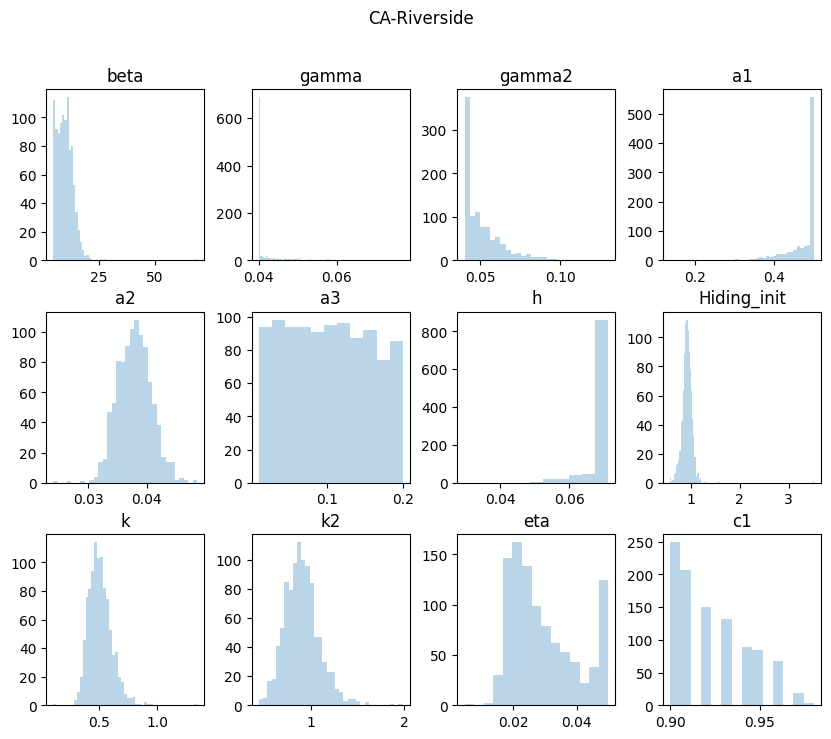 CA-Riverside
beta gamma gamma2 a1
100 80 60 40 20 0
25 50
600 400 200 0
0.04 0.06
300 200 100 0
0.05 0.10
500 400 300 200 100 0
0.2 0.4
a2 a3 h Hiding_init
100 80 60 40 20 0
0.03 0.04
100 80 60 40 20 0
0.1 0.2
800 600 400 200 0
0.04 0.06
100 80 60 40 20 0
1 2 3
k k2 eta c1
100 80 60 40 20 0
0.5 1.0
100 80 60 40 20 0
1 2
150 100 50 0
0.02 0.04
250 200 150 100 50 0
0.90 0.95